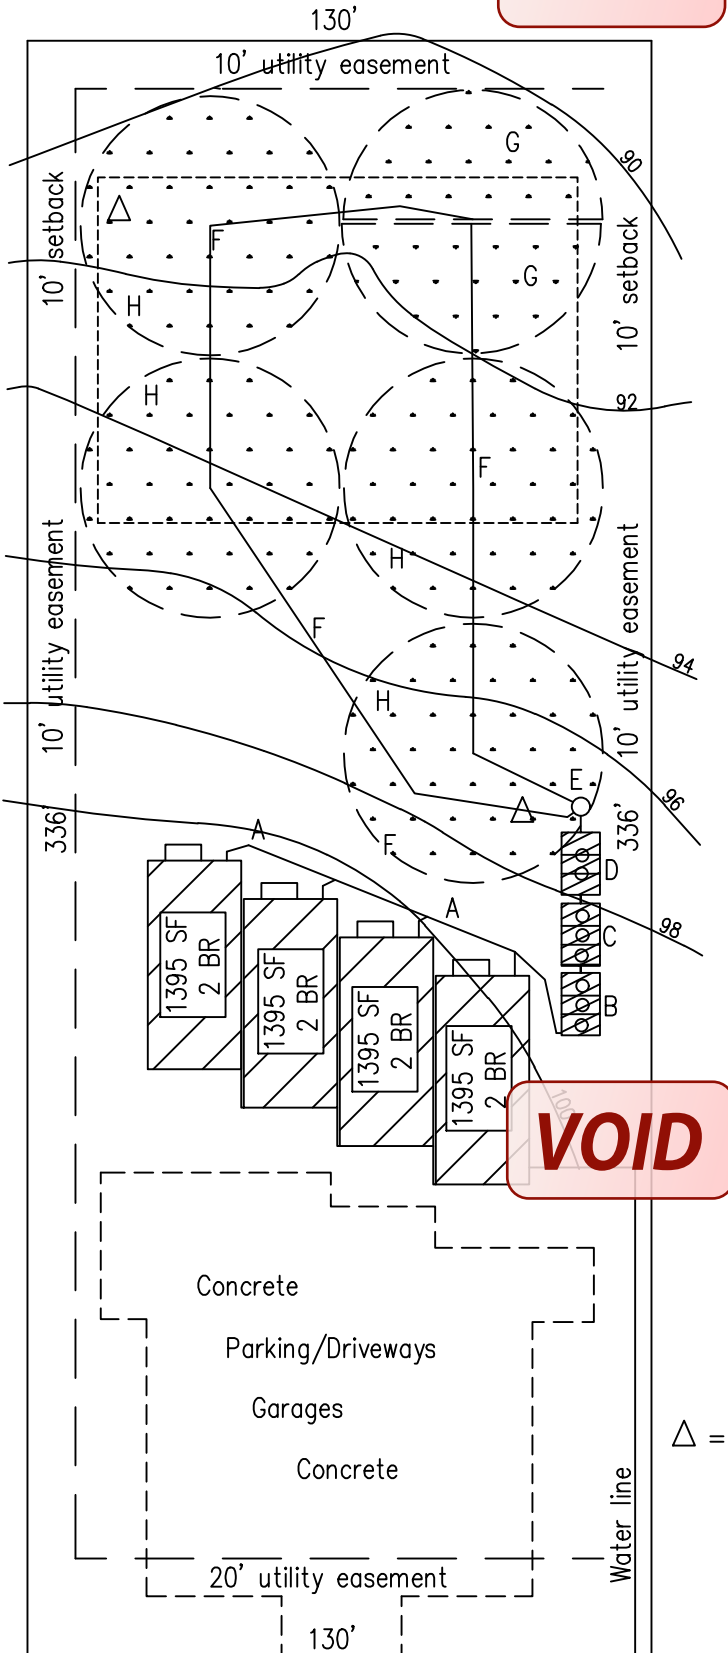 130'
10' utility easement
90
G
10' setback
10' setback
F
G
H
H
92
F
H
10' utility easement
10' utility easement
F
94
H
E
96
336'
336'
A
F
D
A
98
C
B
1395 SF
2 BR
1395 SF
2 BR
1395 SF
2 BR
1395 SF
2 BR
100
VOID
Concrete
Parking/Driveways
Garages
Concrete
Δ =
Water line
20' utility easement
130'